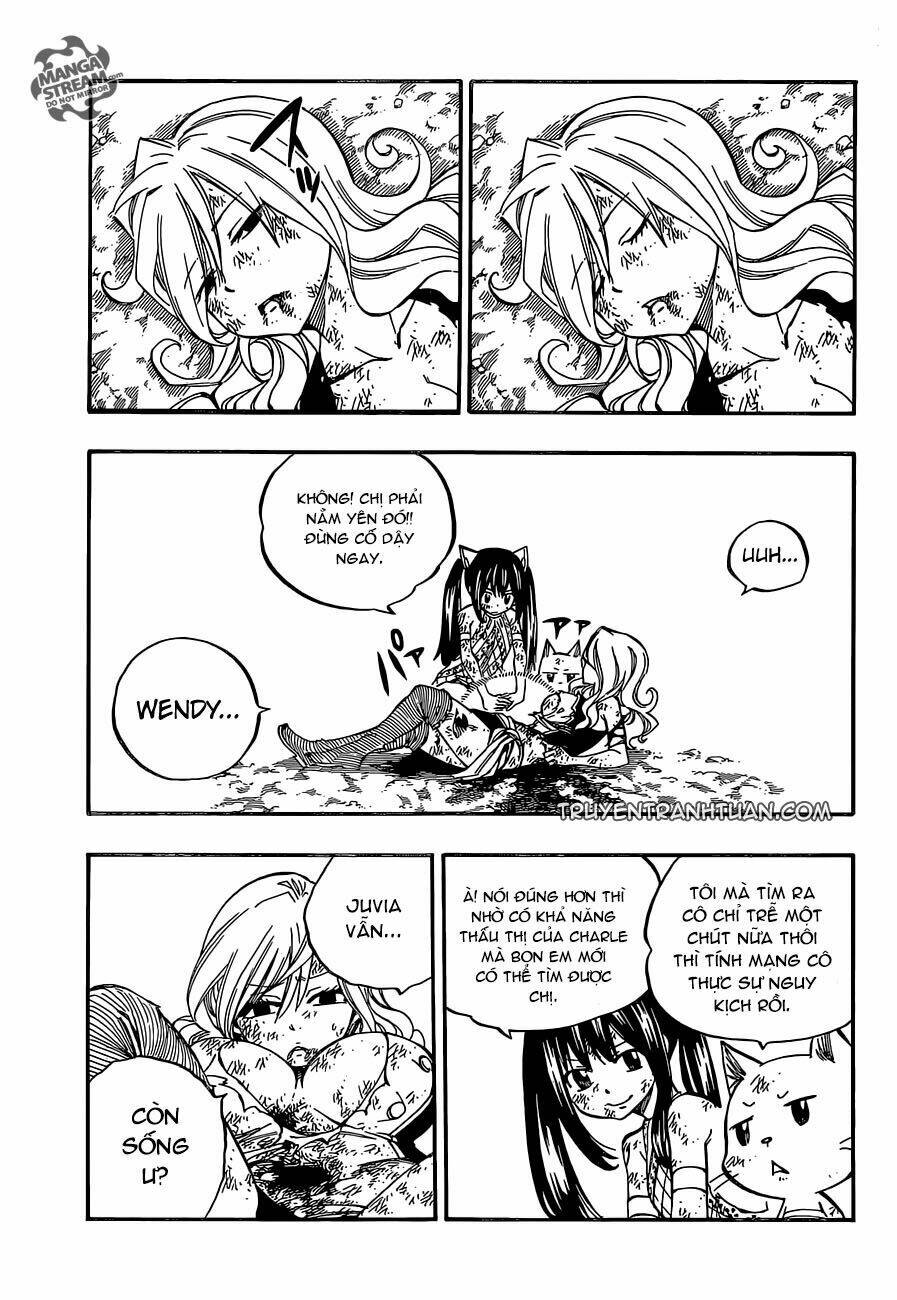 MANGA
STREAM.com
DO NOT MIRROR
UUH...
KHÔNG! CHỊ PHẢI
NẰM YÊN ĐÓ!!
ĐỪNG CỐ DẬY
NGAY.
WENDY...
TRUYENTRANHTUAN.COM
TÔI MÀ TÌM RA
CÔ CHỈ TRỄ MỘT
CHÚT NỮA THÔI
THÌ TÍNH MẠNG CÔ
THỰC SỰ NGUY
KỊCH RỒI.
À! NÓI ĐÚNG HƠN THÌ
NHỜ CÓ KHẢ NĂNG
THẤU THỊ CỦA CHARLE
MÀ BỌN EM MỚI
CÓ THỂ TÌM ĐƯỢC
CHỊ.
JUVIA
VẪN...
CÒN
SỐNG
Ư?